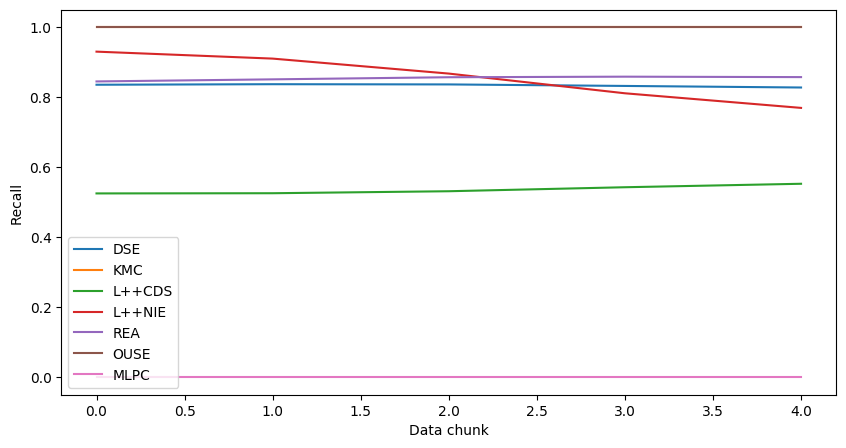 1.0
0.8
0.6
0.4
0.2
0.0
Recall
DSE
KMC
L++CDS
L++NIE
REA
OUSE
MLPC
0.0 0.5 1.0 1.5 2.0 2.5 3.0 3.5 4.0
Data chunk